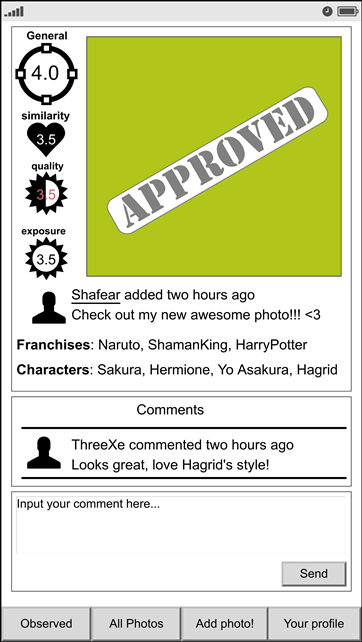 General
4.0
similarity
3.5
quality
3.5
exposure
3.5
APPROVED
Shafear added two hours ago
Check out my new awesome photo!!! <3
Franchises: Naruto, ShamanKing, HarryPotter
Characters: Sakura, Hermione, Yo Asakura, Hagrid
Comments
ThreeXe commented two hours ago
Looks great, love Hagrid's style!
Input your comment here...
Send
Observed All Photos Add photo! Your profile